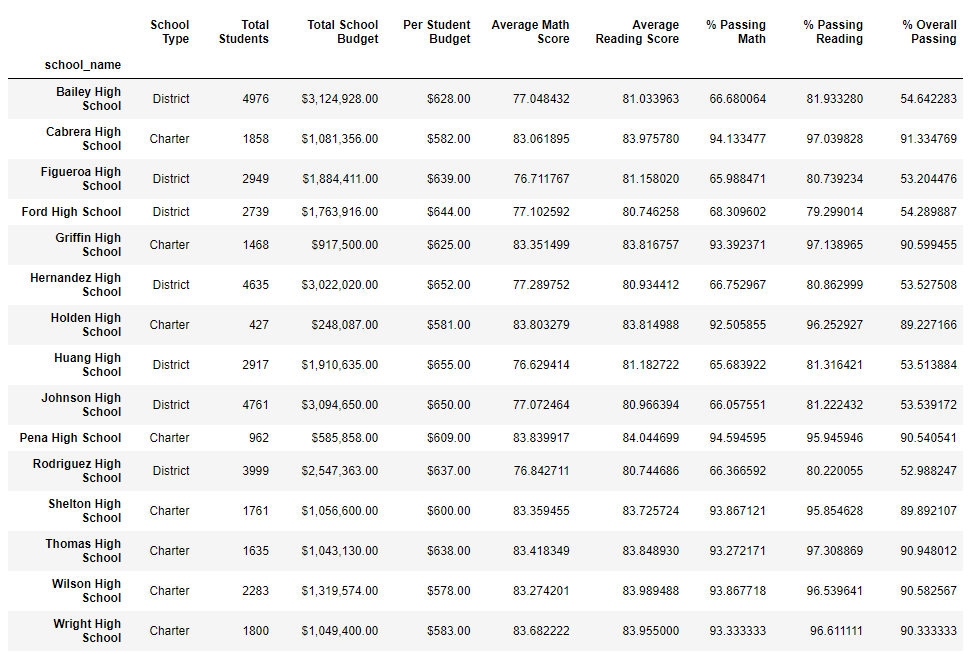 School Type Total Students Total School Budget Per Student Budget Average Math Score Average Reading Score % Passing Math % Passing Reading % Overall Passing
school_name
Bailey High School District 4976 $3,124,928.00 $628.00 77.048432 81.033963 66.680064 81.933280 54.642283
Cabrera High School Charter 1858 $1,081,356.00 $582.00 83.061895 83.975780 94.133477 97.039828 91.334769
Figueroa High School District 2949 $1,884,411.00 $639.00 76.711767 81.158020 65.988471 80.739234 53.204476
Ford High School District 2739 $1,763,916.00 $644.00 77.102592 80.746258 68.309602 79.299014 54.289887
Griffin High School Charter 1468 $917,500.00 $625.00 83.351499 83.816757 93.392371 97.138965 90.599455
Hernandez High School District 4635 $3,022,020.00 $652.00 77.289752 80.934412 66.752967 80.862999 53.527508
Holden High School Charter 427 $248,087.00 $581.00 83.803279 83.814988 92.505855 96.252927 89.227166
Huang High School District 2917 $1,910,635.00 $655.00 76.629414 81.182722 65.683922 81.316421 53.513884
Johnson High School District 4761 $3,094,650.00 $650.00 77.072464 80.966394 66.057551 81.222432 53.539172
Pena High School Charter 962 $585,858.00 $609.00 83.839917 84.044699 94.594595 95.945946 90.540541
Rodriguez High School District 3999 $2,547,363.00 $637.00 76.842711 80.744686 66.366592 80.220055 52.988247
Shelton High School Charter 1761 $1,056,600.00 $600.00 83.359455 83.725724 93.867121 95.854628 89.892107
Thomas High School Charter 1635 $1,043,130.00 $638.00 83.418349 83.848930 93.272171 97.308869 90.948012
Wilson High School Charter 2283 $1,319,574.00 $578.00 83.274201 83.989488 93.867718 96.539641 90.582567
Wright High School Charter 1800 $1,049,400.00 $583.00 83.682222 83.955000 93.333333 96.611111 90.333333